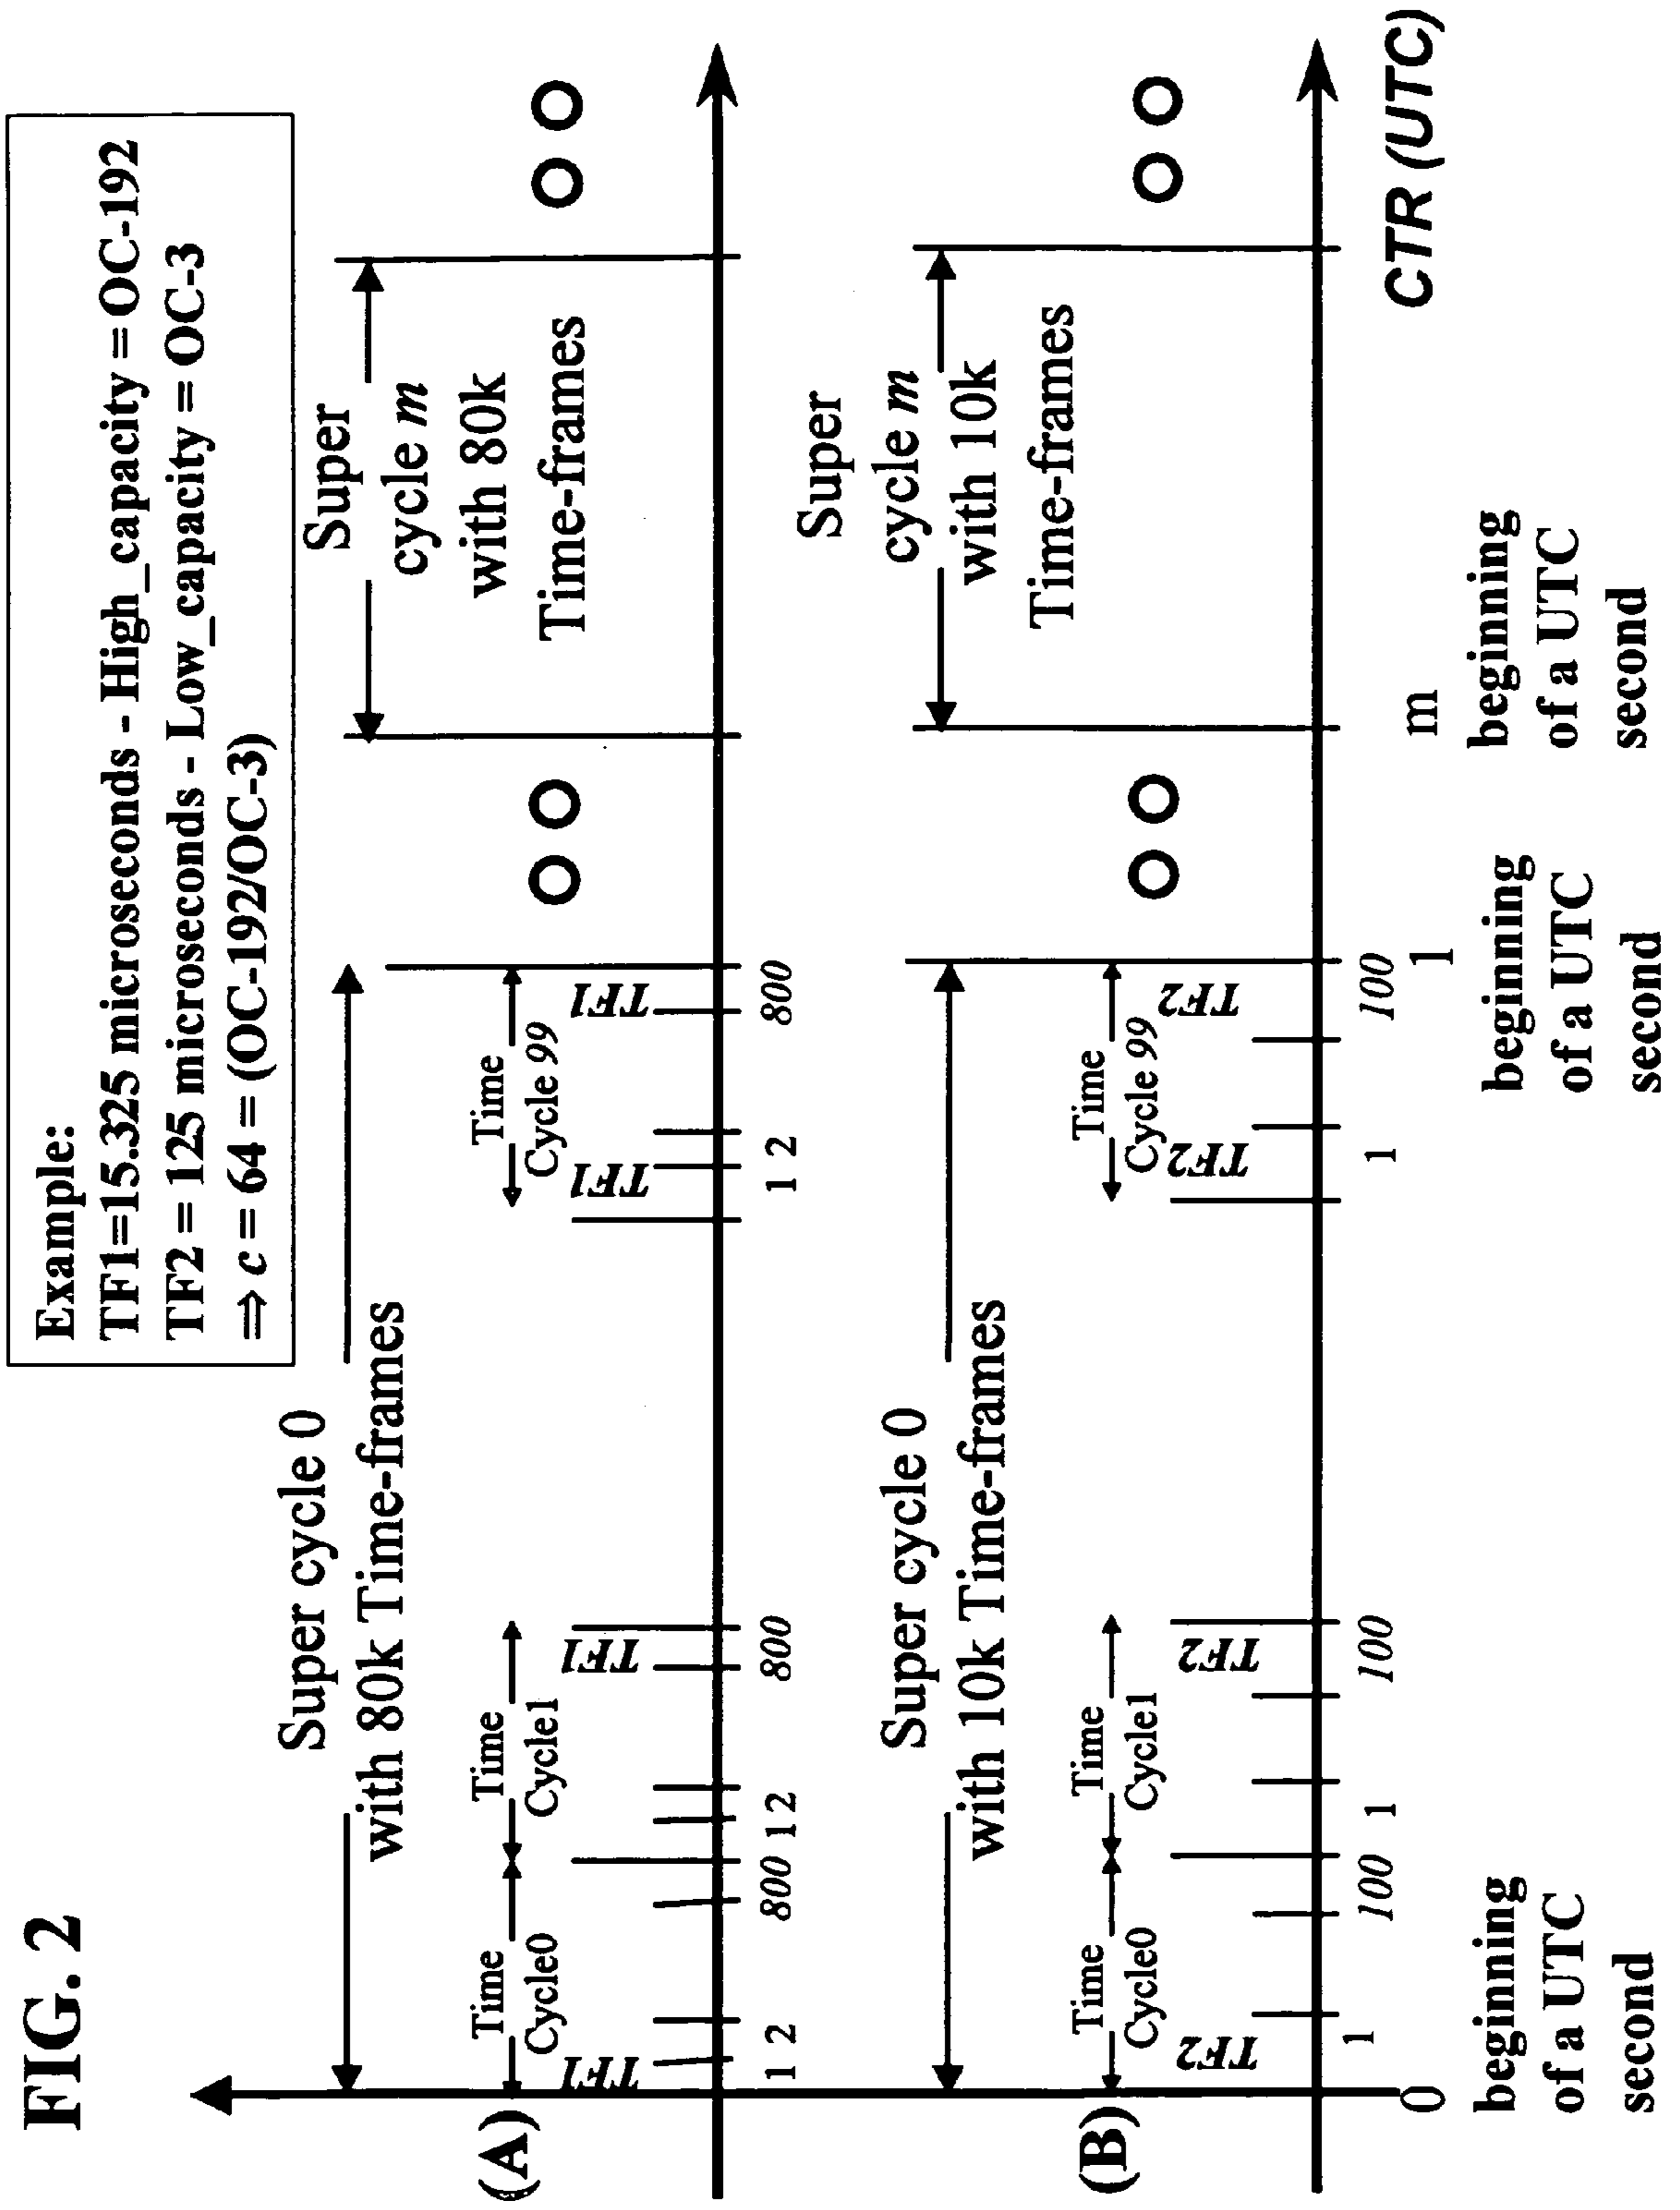 FIG. 2
Example:
TF1=15.325 microseconds - High_capacity = OC-192
TF2 = 125 microseconds - Low_capacity = OC-3
⇒ c = 64 = (OC-192/OC-3)
(A)
Super cycle 0
with 80k Time-frames
Super
cycle m
with 80k
Time-frames
Time
Cycle0
Time
Cycle1
Time
Cycle 99
TF1
TF1
TF1
TF1
1 2
800
1 2
800
1 2
800
(B)
Super cycle 0
with 10k Time-frames
Super
cycle m
with 10k
Time-frames
Time
Cycle0
Time
Cycle1
Time
Cycle 99
TF2
TF2
TF2
TF2
1
100
1
100
1
100
0
1
m
CTR (UTC)
beginning
of a UTC
second
beginning
of a UTC
second
beginning
of a UTC
second